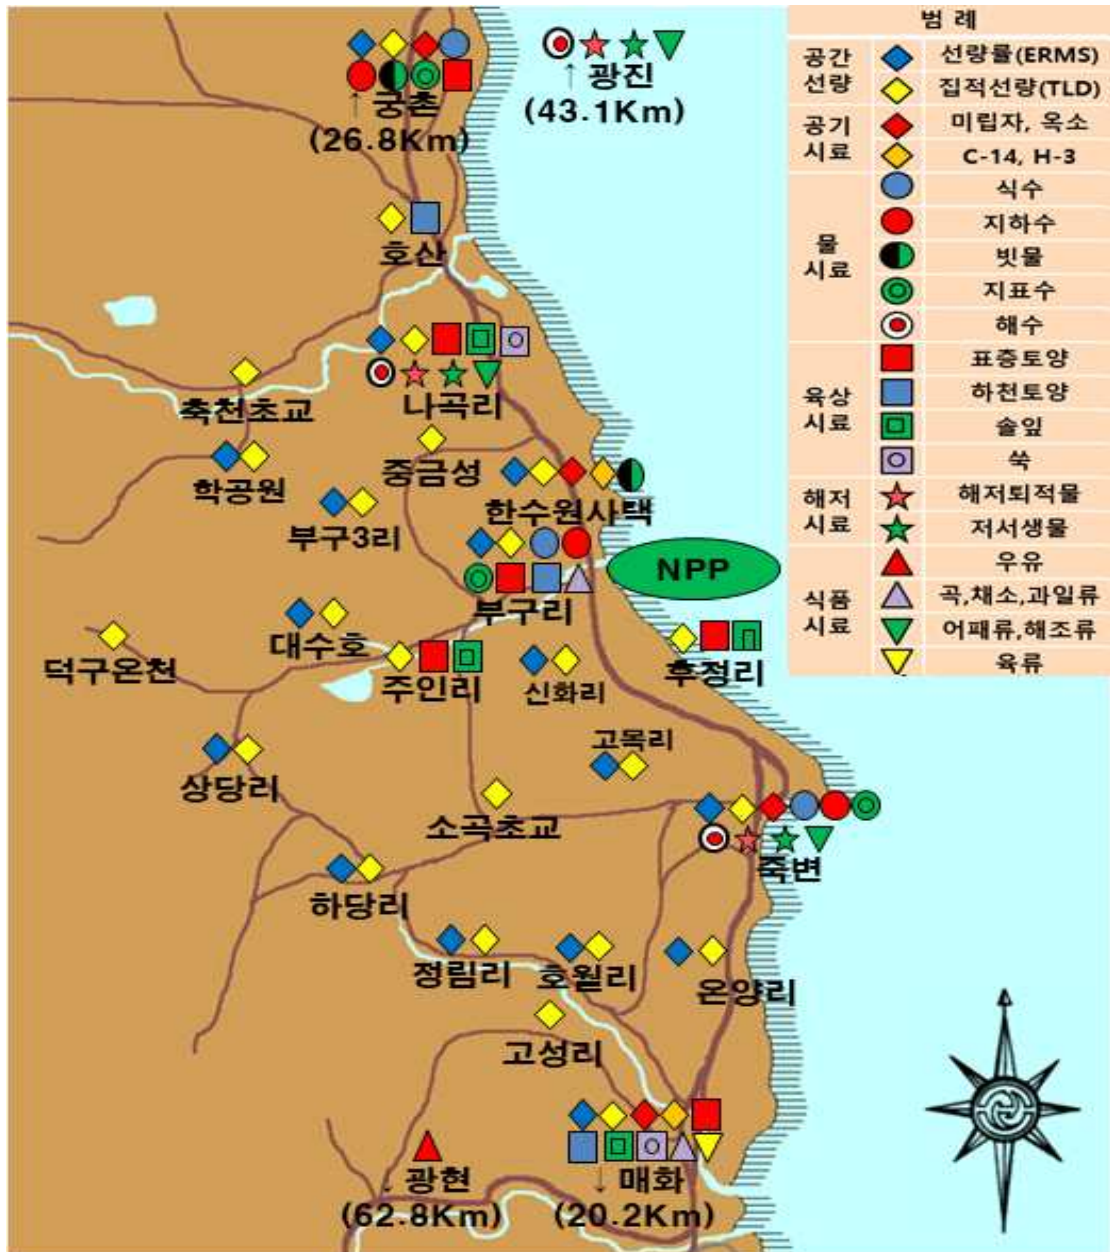 범 례
공간
선량
선량률(ERMS)
집적선량(TLD)
공기
시료
미립자, 옥소
C-14, H-3
물
시료
식수
지하수
빗물
지표수
해수
육상
시료
표층토양
하천토양
솔잎
쑥
해저
시료
해저퇴적물
저서생물
식품
시료
우유
곡,채소,과일류
어패류,해조류
육류
↑ 궁촌
(26.8Km)
↑ 광진
(43.1Km)
호산
축천초교
나곡리
중금성
학공원
부구3리
한수원사택
NPP
부구리
대수호
덕구온천
주인리
신화리
후정리
고목리
상당리
소곡초교
죽변
하당리
정림리
호월리
온양리
고성리
↓ 광현
(62.8Km)
↓ 매화
(20.2Km)